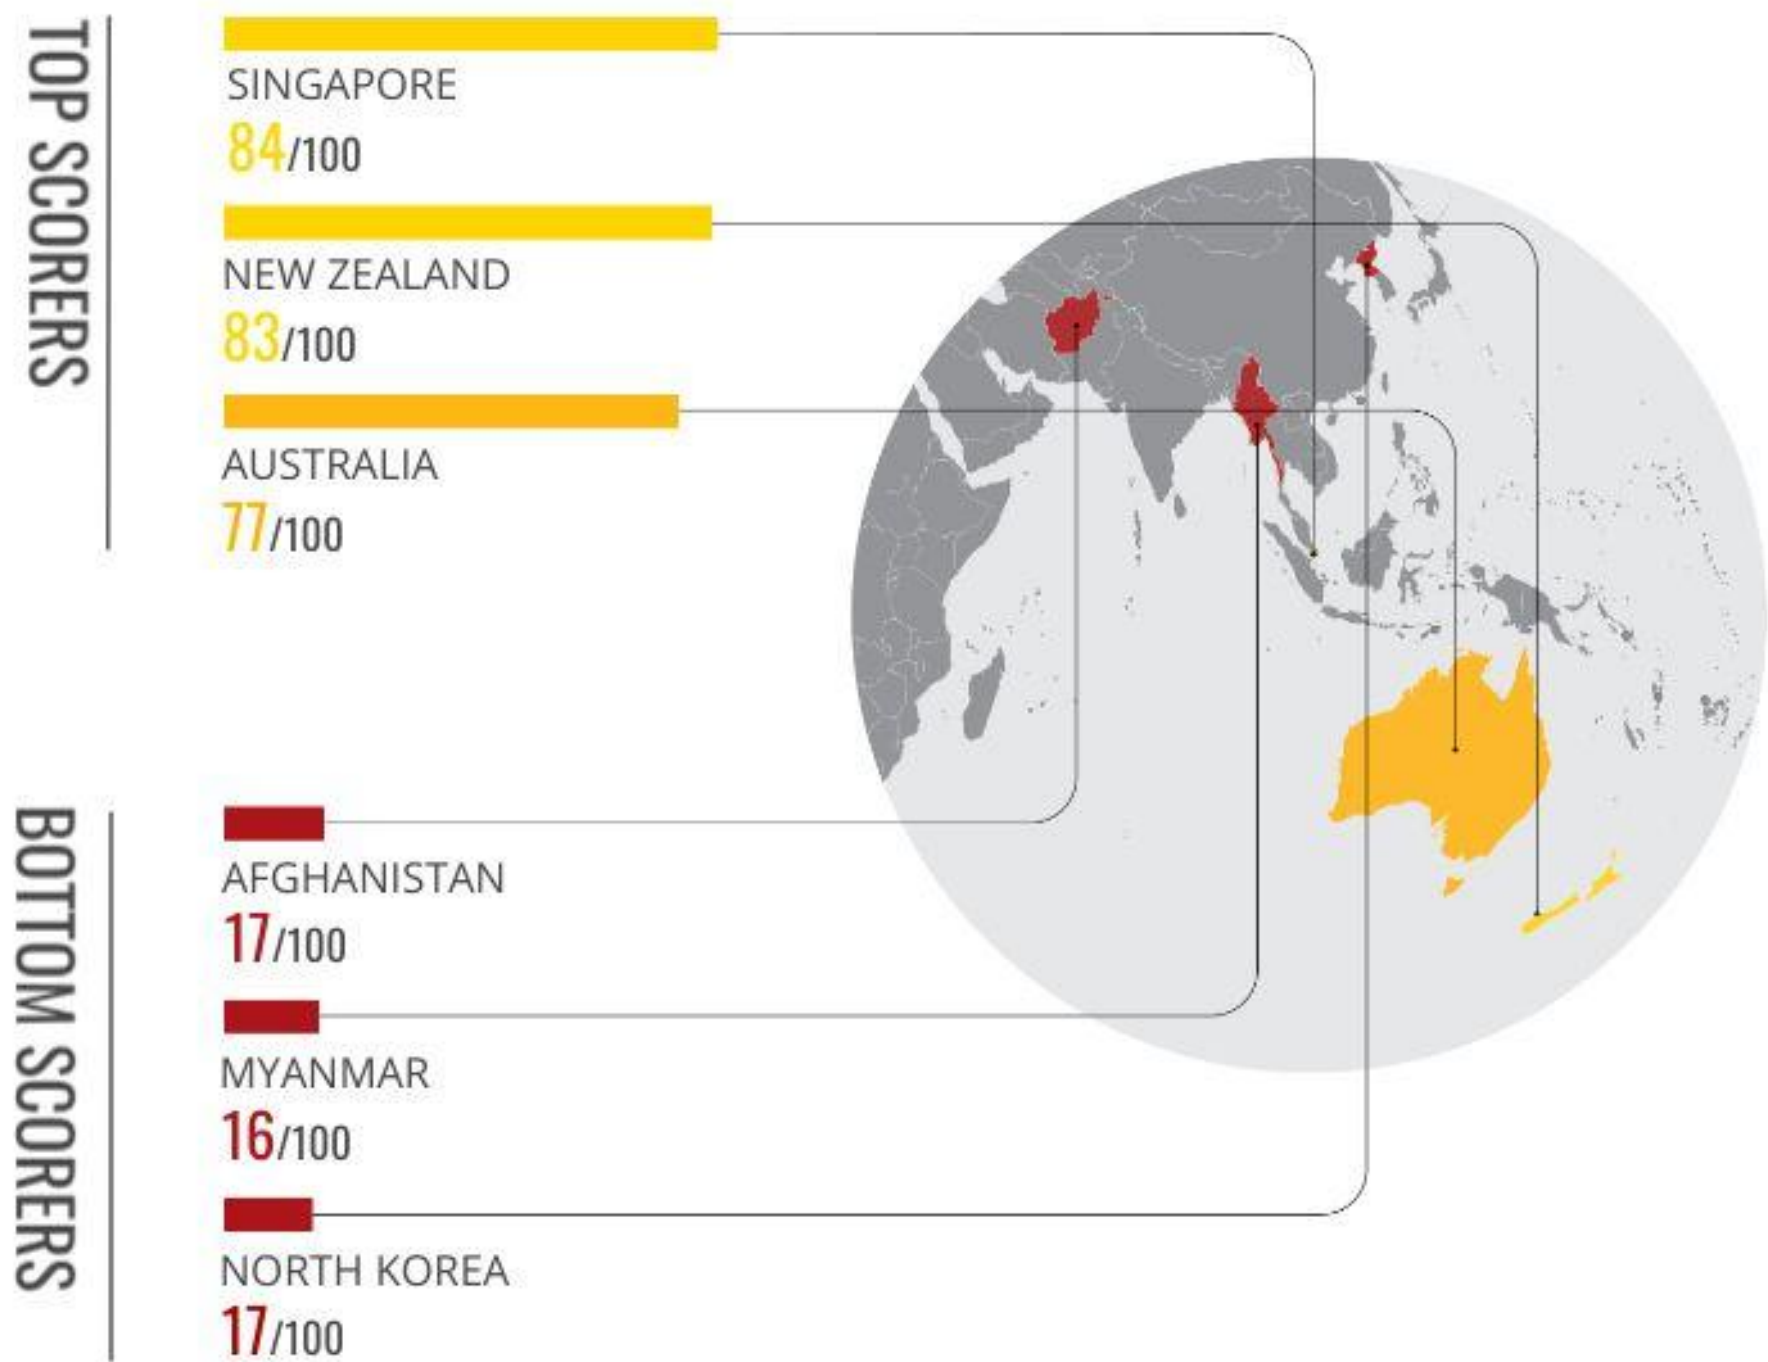 TOP SCORERS
SINGAPORE
84/100
NEW ZEALAND
83/100
AUSTRALIA
77/100
BOTTOM SCORERS
AFGHANISTAN
17/100
MYANMAR
16/100
NORTH KOREA
17/100